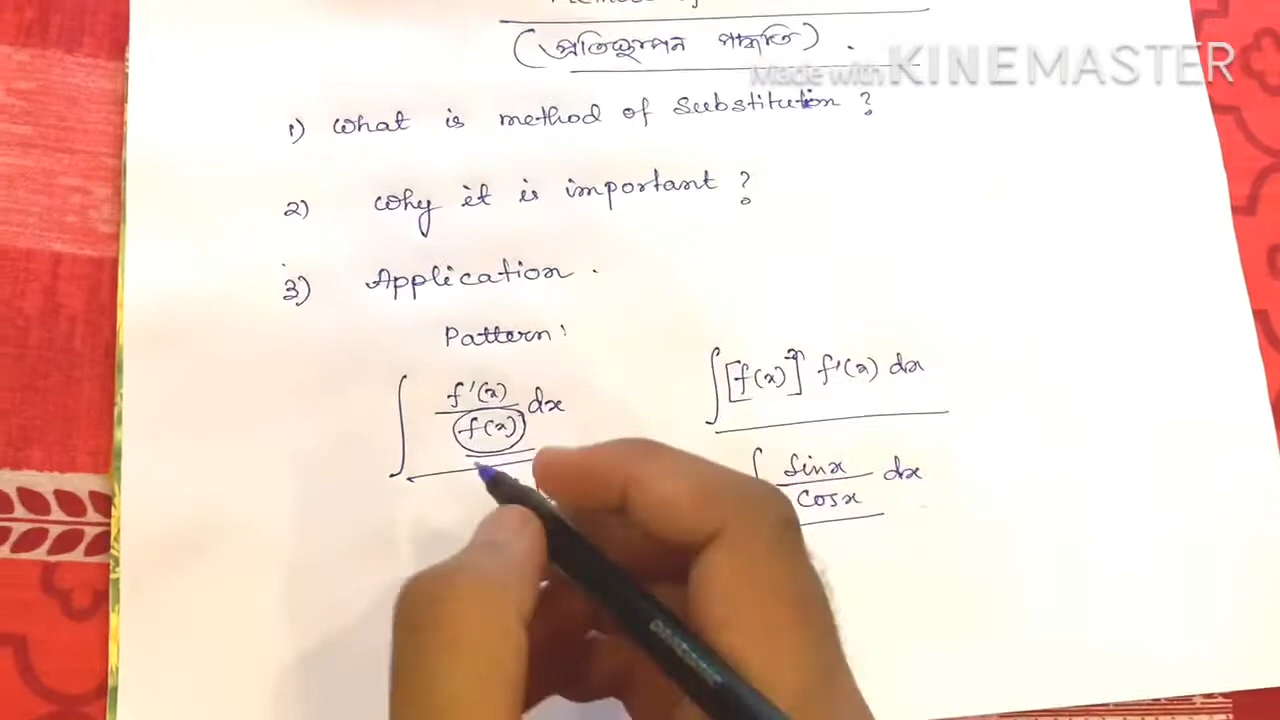 (প্রতিস্থাপন পদ্ধতি).
Made with KINEMASTER
1) What is method of substitution?
2) Why it is important?
3) Application.
Pattern:
∫ f'(x)/f(x) dx
∫ [f(x)]ⁿ f'(x) dx
∫ sinx/cosx dx